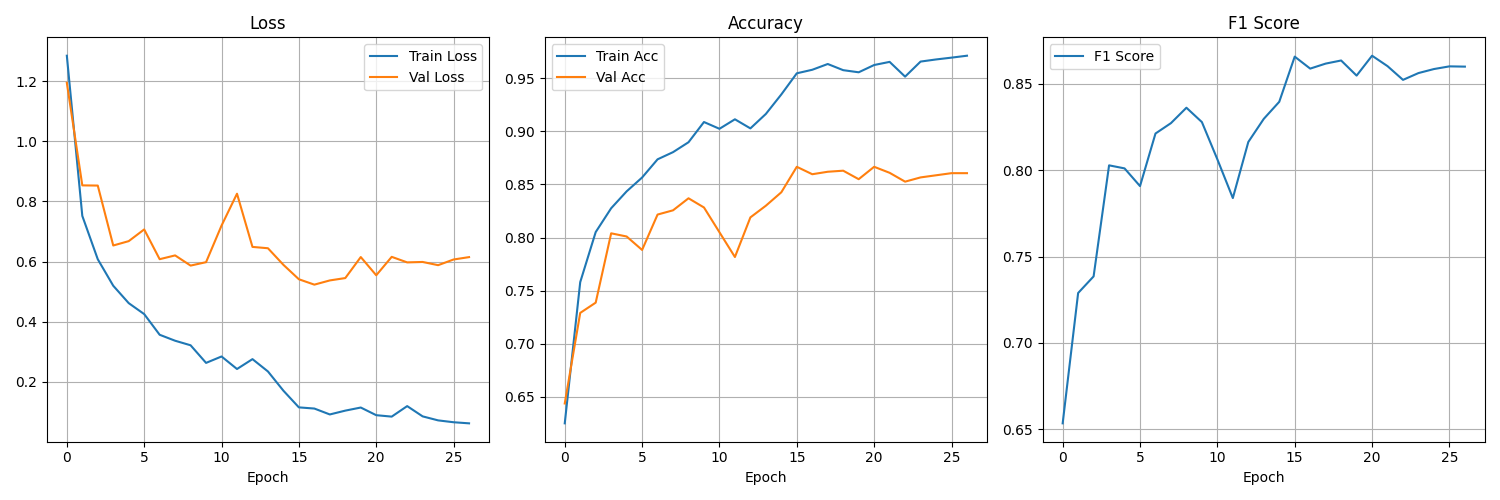 Loss
Train Loss
Val Loss
1.2
1.0
0.8
0.6
0.4
0.2
0 5 10 15 20 25
Epoch
Accuracy
Train Acc
Val Acc
0.95
0.90
0.85
0.80
0.75
0.70
0.65
0 5 10 15 20 25
Epoch
F1 Score
F1 Score
0.85
0.80
0.75
0.70
0.65
0 5 10 15 20 25
Epoch